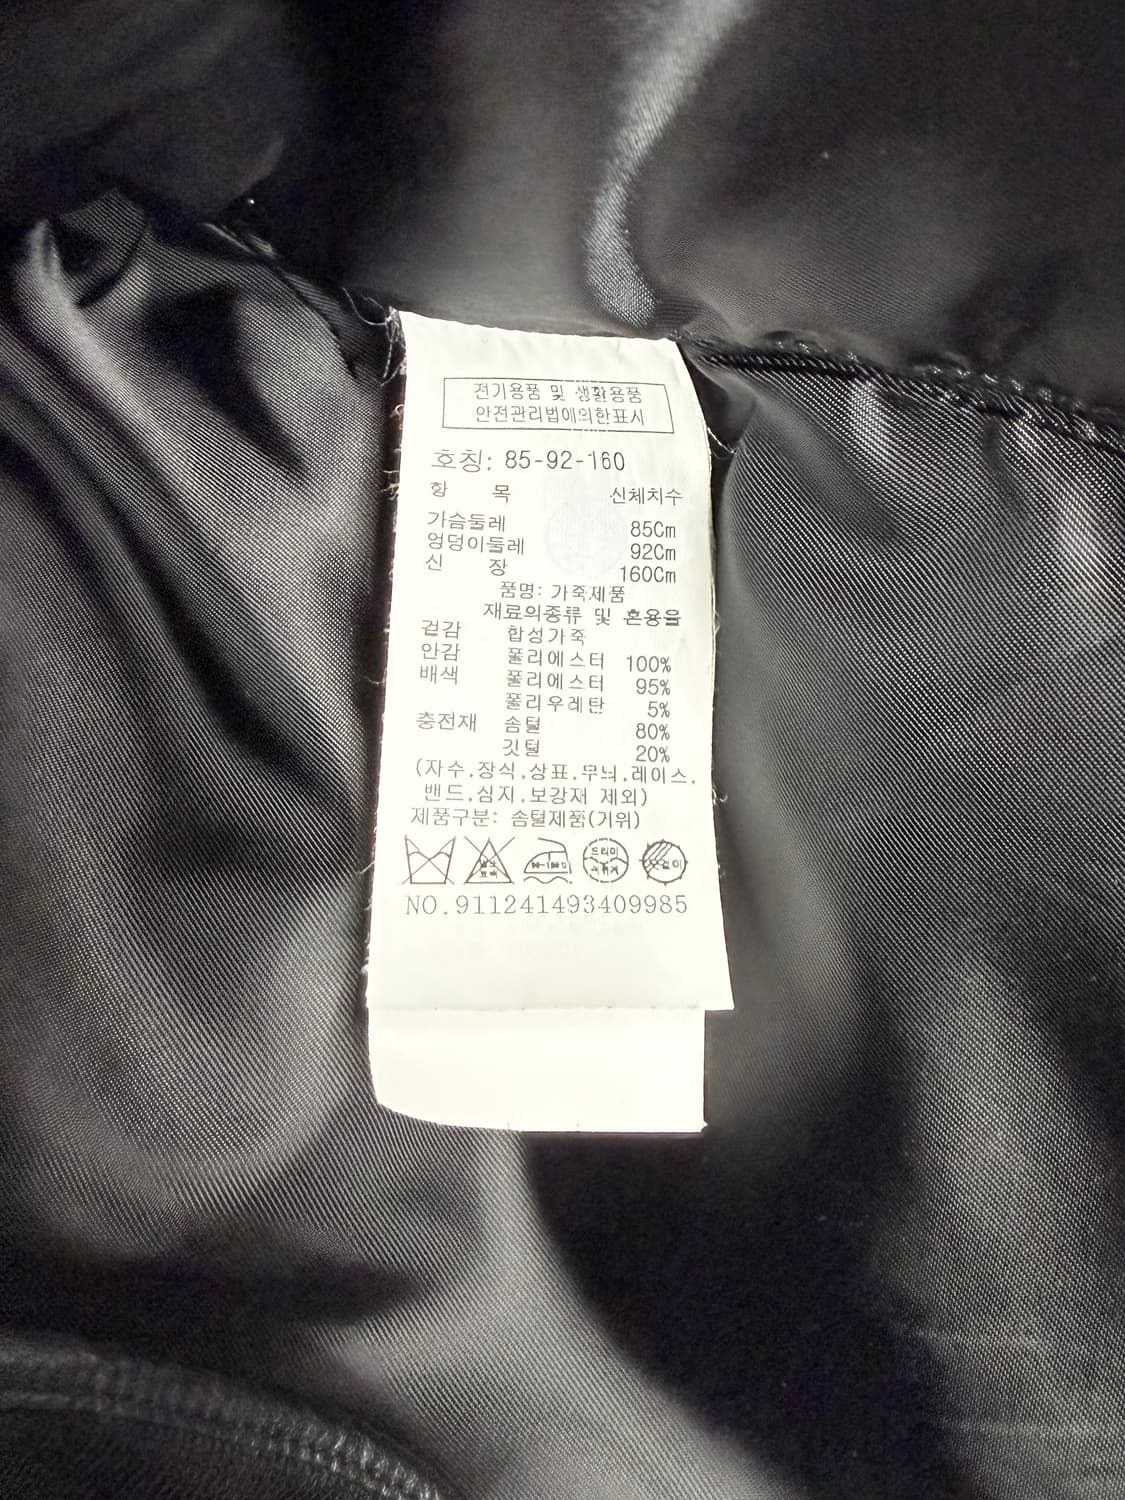 전기용품 및 생활용품
안전관리법에의한표시
호칭: 85-92-160
항 목 신체치수
가슴둘레 85Cm
엉덩이둘레 92Cm
신 장 160Cm
품명: 가죽제품
재료의종류 및 혼용율
겉감 합성가죽
안감 폴리에스터 100%
배색 폴리에스터 95%
폴리우레탄 5%
충전재 솜털 80%
깃털 20%
(자수,장식,상표,무늬,레이스,
밴드,심지,보강재 제외)
제품구분: 솜털제품(거위)
드라이
NO.911241493409985